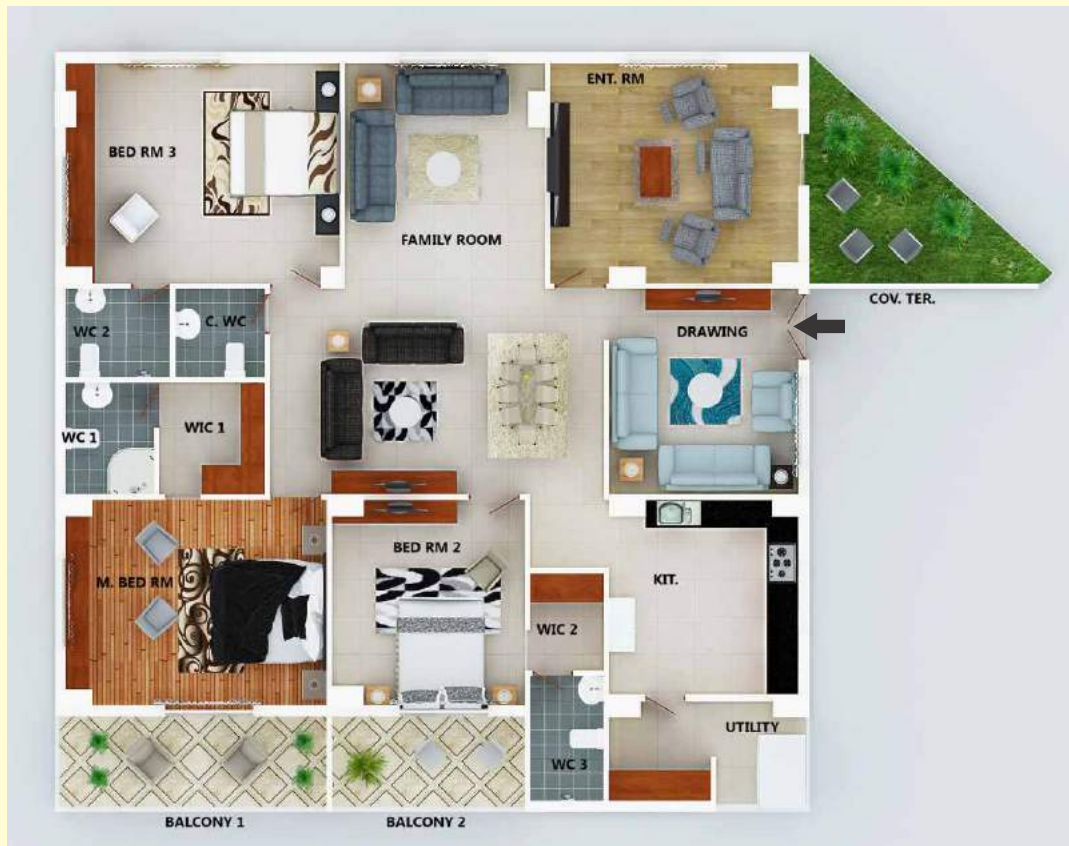 ENT. RM
BED RM 3
FAMILY ROOM
COV. TER.
WC 2
C. WC
DRAWING
WC 1
WIC 1
BED RM 2
M. BED RM
KIT.
WIC 2
UTILITY
WC 3
BALCONY 1
BALCONY 2